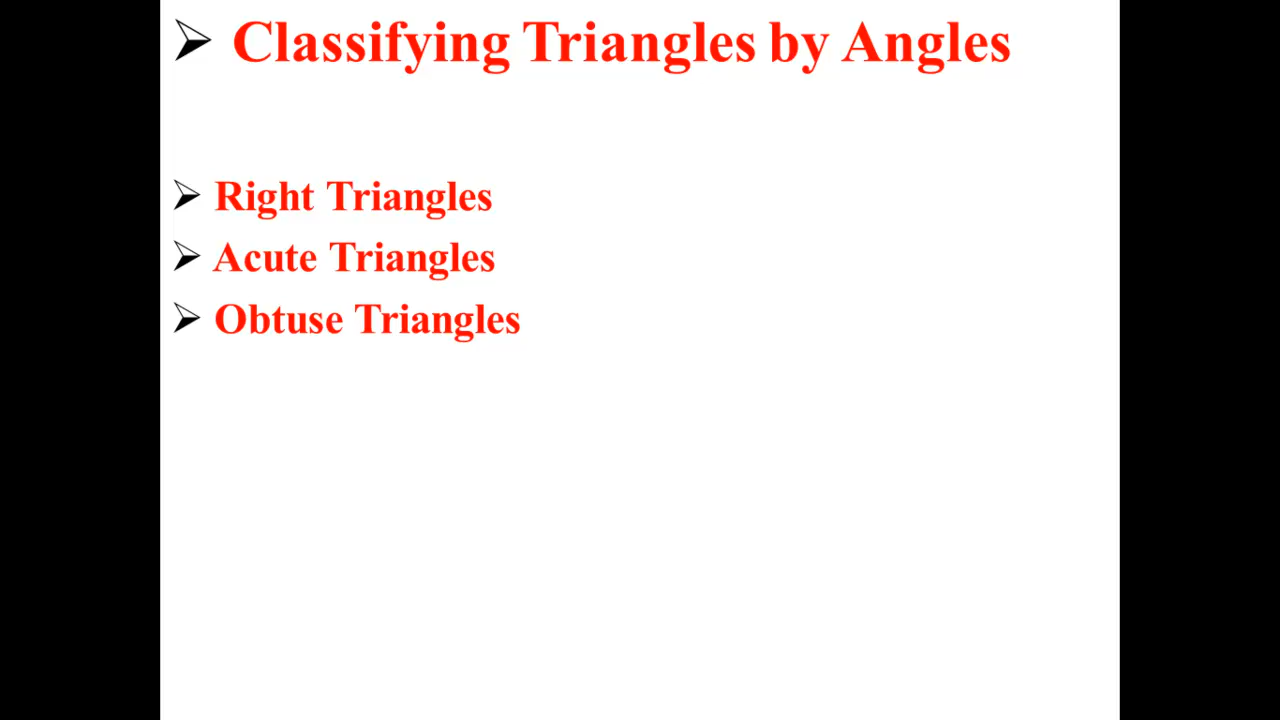 ➢ Classifying Triangles by Angles
➢ Right Triangles
➢ Acute Triangles
➢ Obtuse Triangles